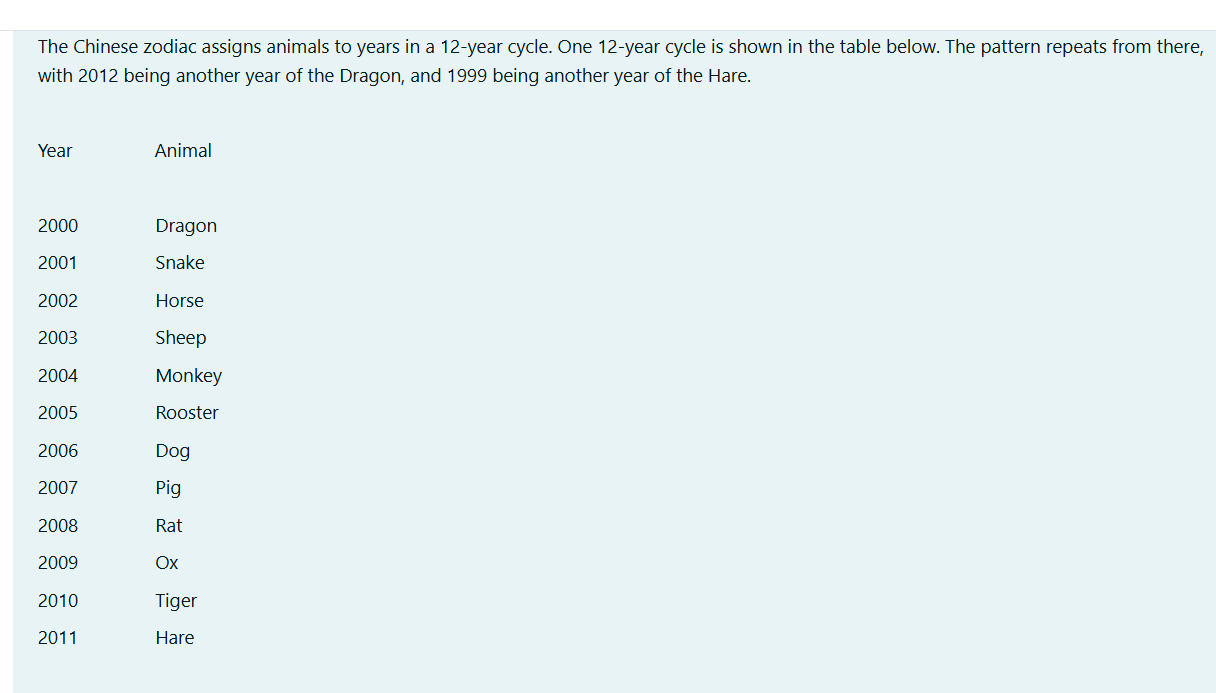 The Chinese zodiac assigns animals to years in a 12-year cycle. One 12-year cycle is shown in the table below. The pattern repeats from there,
with 2012 being another year of the Dragon, and 1999 being another year of the Hare.
Year Animal
2000 Dragon
2001 Snake
2002 Horse
2003 Sheep
2004 Monkey
2005 Rooster
2006 Dog
2007 Pig
2008 Rat
2009 Ox
2010 Tiger
2011 Hare